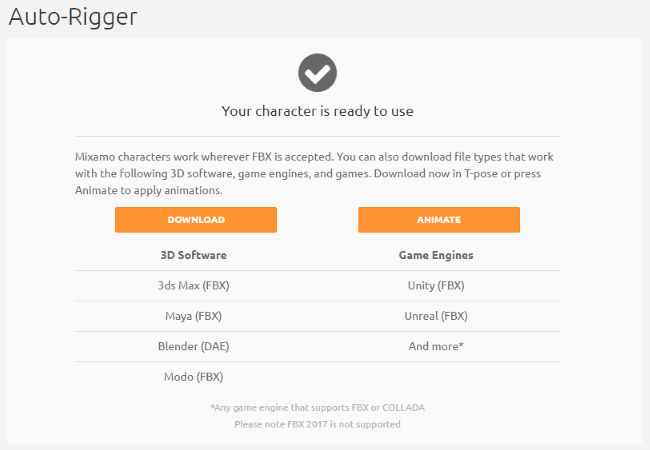 Auto-Rigger
Your character is ready to use
Mixamo characters work wherever FBX is accepted. You can also download file types that work
with the following 3D software, game engines, and games. Download now in T-pose or press
Animate to apply animations.
DOWNLOAD ANIMATE
3D Software Game Engines
3ds Max (FBX) Unity (FBX)
Maya (FBX) Unreal (FBX)
Blender (DAE) And more*
Modo (FBX)
*Any game engine that supports FBX or COLLADA
Please note FBX 2017 is not supported